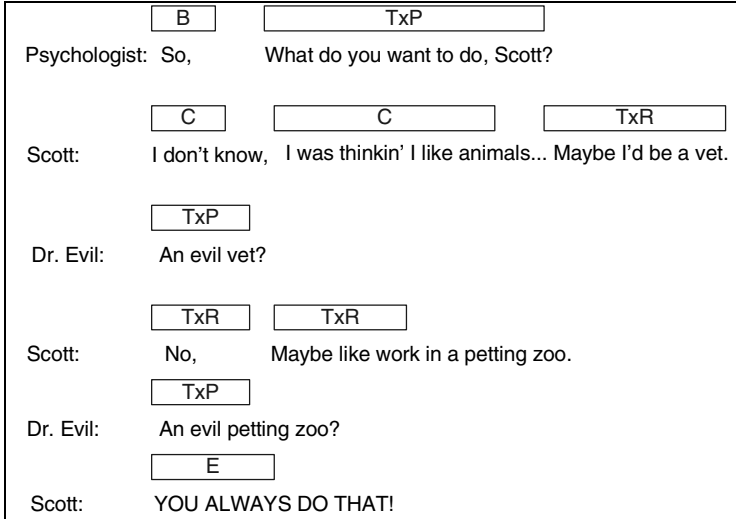 B TxP
Psychologist: So, What do you want to do, Scott?
C C TxR
Scott: I don't know, I was thinkin' I like animals... Maybe I'd be a vet.
TxP
Dr. Evil: An evil vet?
TxR TxR
Scott: No, Maybe like work in a petting zoo.
TxP
Dr. Evil: An evil petting zoo?
E
Scott: YOU ALWAYS DO THAT!